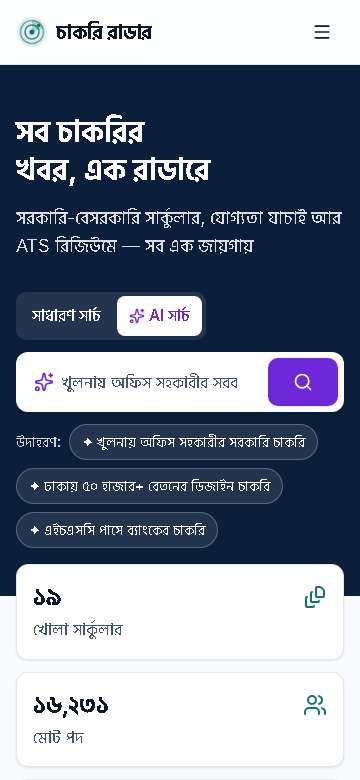 চাকরি রাডার
সব চাকরির
খবর, এক রাডারে
সরকারি-বেসরকারি সার্কুলার, যোগ্যতা যাচাই আর
ATS রিজিউমে — সব এক জায়গায়
সাধারণ সার্চ
AI সার্চ
খুলনায় অফিস সহকারীর সরব
উদাহরণ:
✦ খুলনায় অফিস সহকারীর সরকারি চাকরি
✦ ঢাকায় ৫০ হাজার+ বেতনের ডিজাইন চাকরি
✦ এইচএসসি পাসে ব্যাংকের চাকরি
১৯
খোলা সার্কুলার
১৬,২৩১
মোট পদ